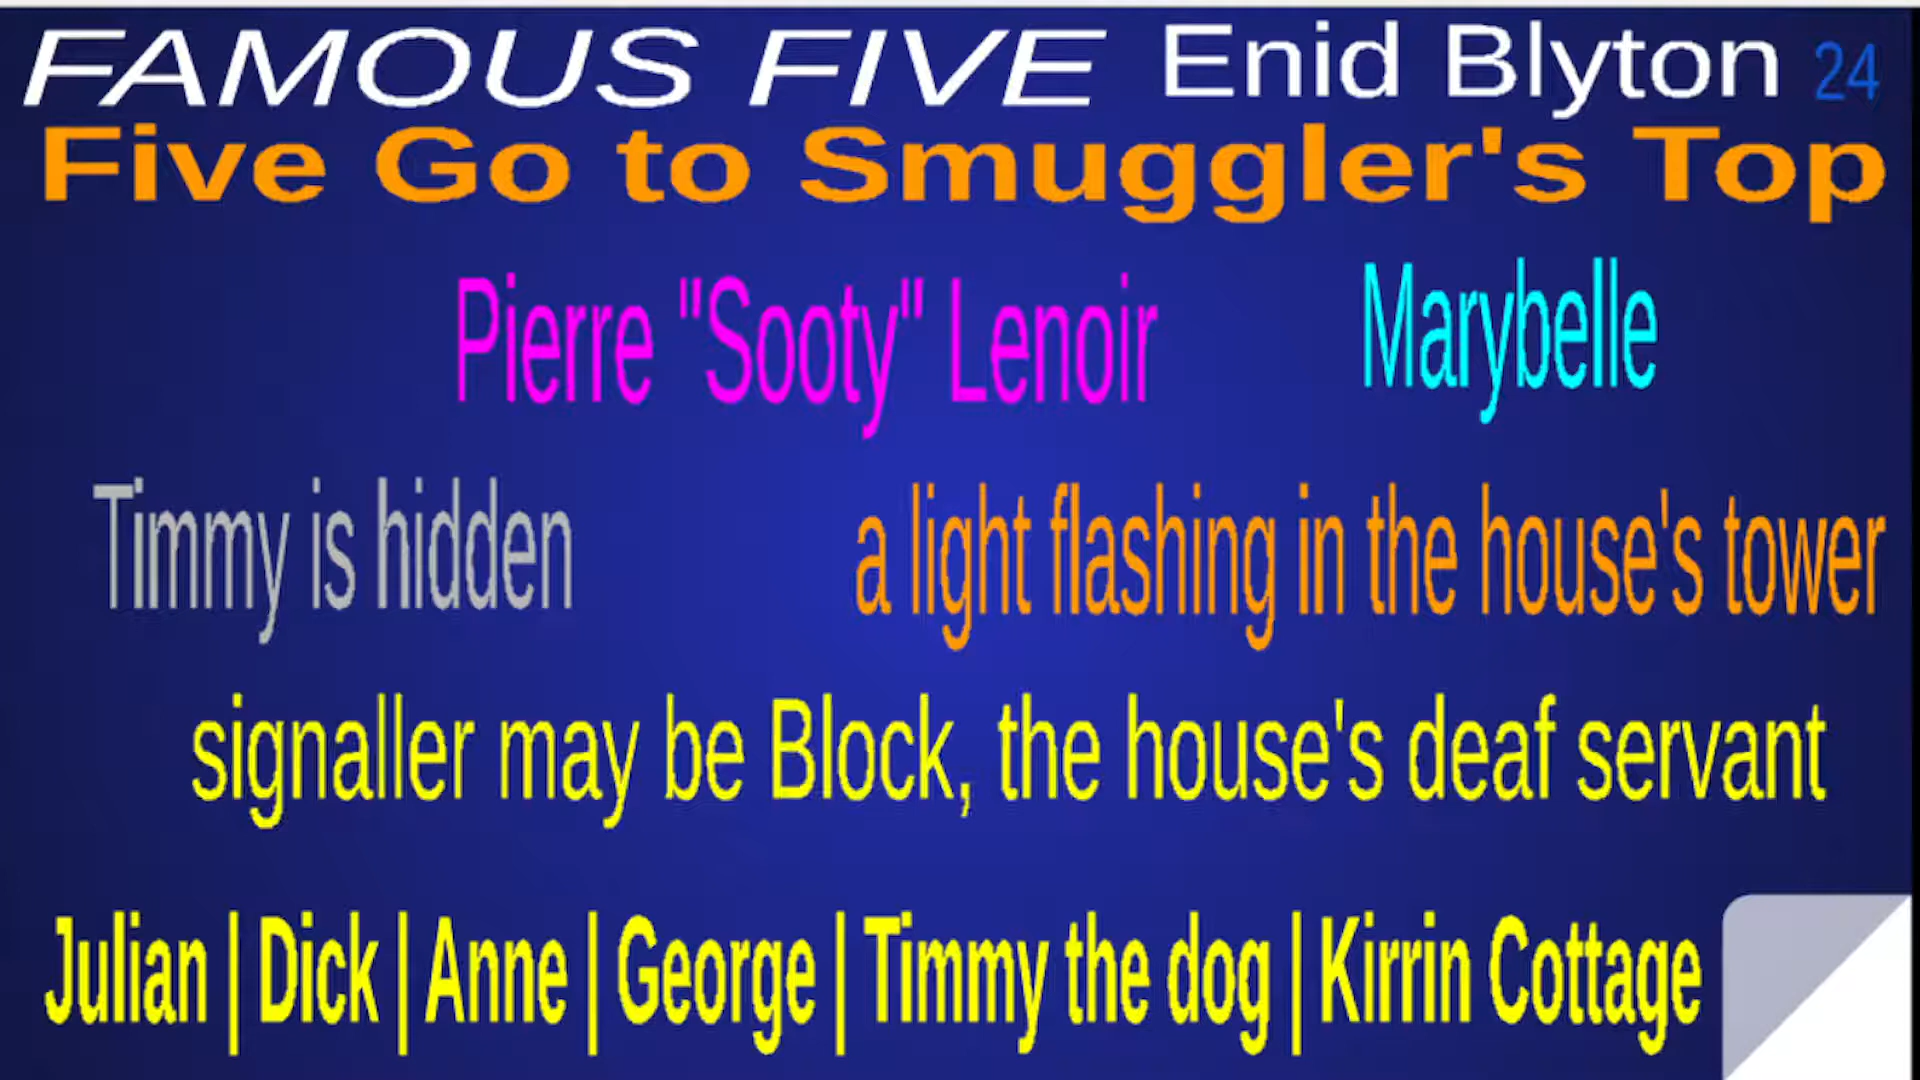 FAMOUS FIVE Enid Blyton 24
Five Go to Smuggler's Top
Pierre "Sooty" Lenoir Marybelle
Timmy is hidden a light flashing in the house's tower
signaller may be Block, the house's deaf servant
Julian | Dick | Anne | George | Timmy the dog | Kirrin Cottage